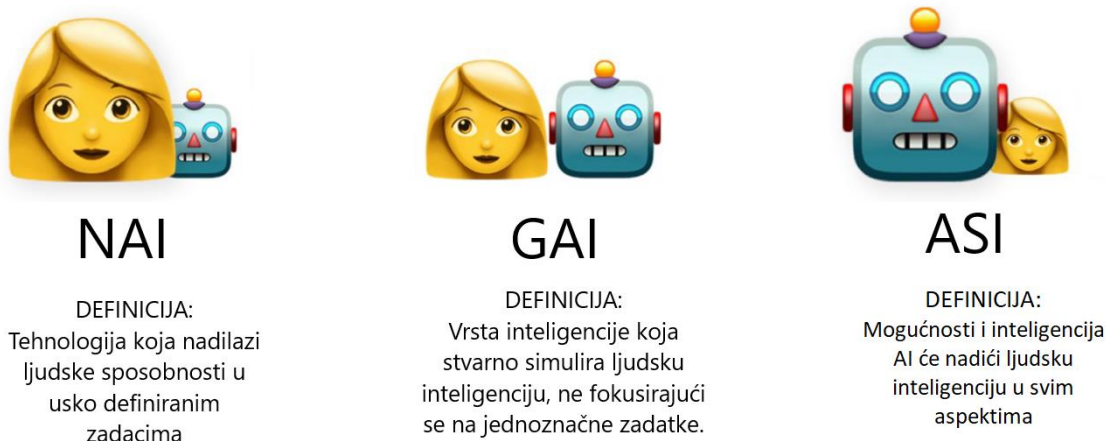 NAI
DEFINICIJA:
Tehnologija koja nadilazi
ljudske sposobnosti u
usko definiranim
zadacima
GAI
DEFINICIJA:
Vrsta inteligencije koja
stvarno simulira ljudsku
inteligenciju, ne fokusirajući
se na jednoznačne zadatke.
ASI
DEFINICIJA:
Mogućnosti i inteligencija
AI će nadići ljudsku
inteligenciju u svim
aspektima